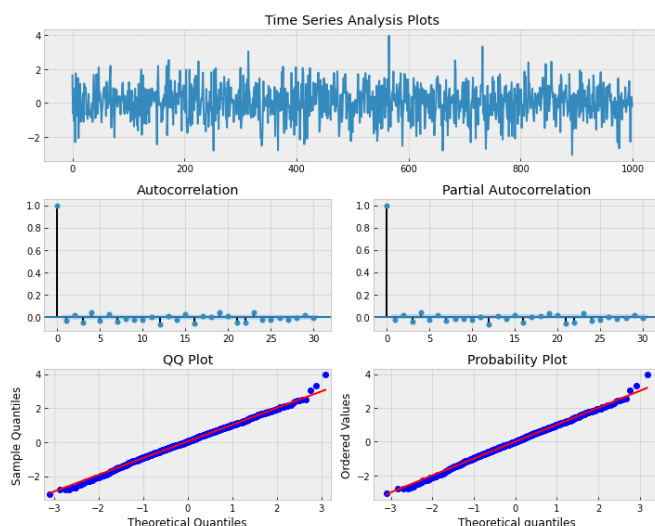 Time Series Analysis Plots
4
2
0
−2
0 200 400 600 800 1000
Autocorrelation Partial Autocorrelation
1.0 1.0
0.8 0.8
0.6 0.6
0.4 0.4
0.2 0.2
0.0 0.0
0 5 10 15 20 25 30 0 5 10 15 20 25 30
QQ Plot Probability Plot
4 4
2 2
0 0
−2 −2
Sample Quantiles Ordered Values
−3 −2 −1 0 1 2 3 −3 −2 −1 0 1 2 3
Theoretical Quantiles Theoretical quantiles